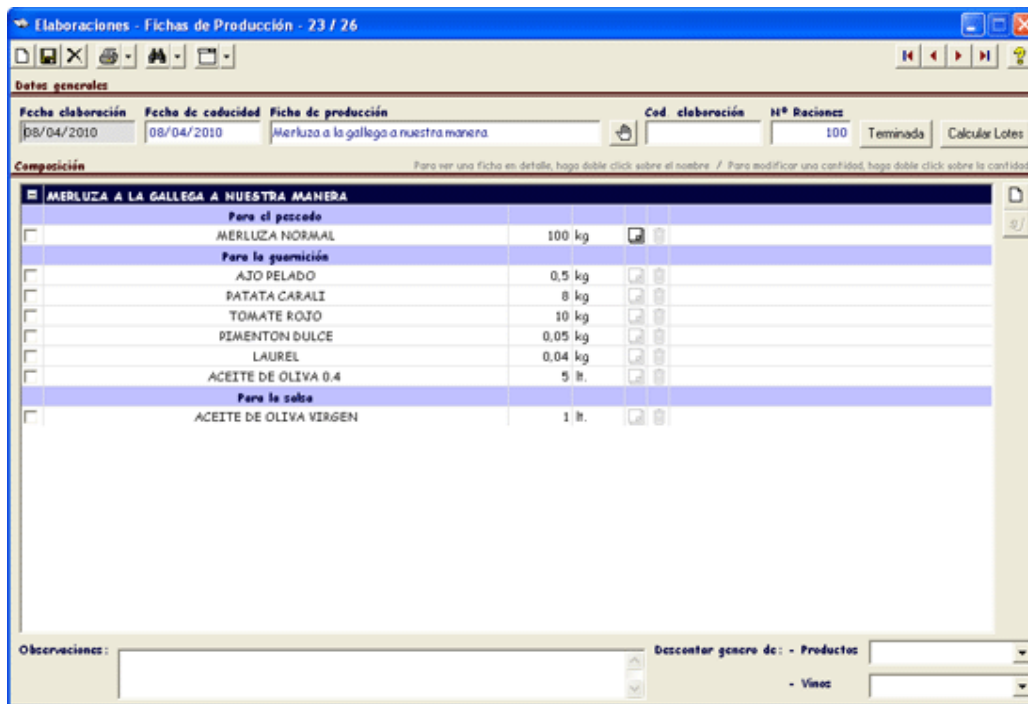 Elaboraciones - Fichas de Producción - 23 / 26
Datos generales
Fecha elaboración Fecha de caducidad Ficha de producción Cod. elaboración Nº Raciones
08/04/2010 08/04/2010 Merluza a la gallega a nuestra manera 100 Terminada Calcular Lotes
Composición Para ver una ficha en detalle, haga doble click sobre el nombre / Para modificar una cantidad, haga doble click sobre la cantidad
MERLUZA A LA GALLEGA A NUESTRA MANERA
Para el pescado
MERLUZA NORMAL 100 kg
Para la guarnición
AJO PELADO 0,5 kg
PATATA CARALI 8 kg
TOMATE ROJO 10 kg
PIMENTON DULCE 0,05 kg
LAUREL 0,04 kg
ACEITE DE OLIVA 0.4 5 lt.
Para la salsa
ACEITE DE OLIVA VIRGEN 1 lt.
Observaciones: Descontar genero de: - Productos
- Vinos